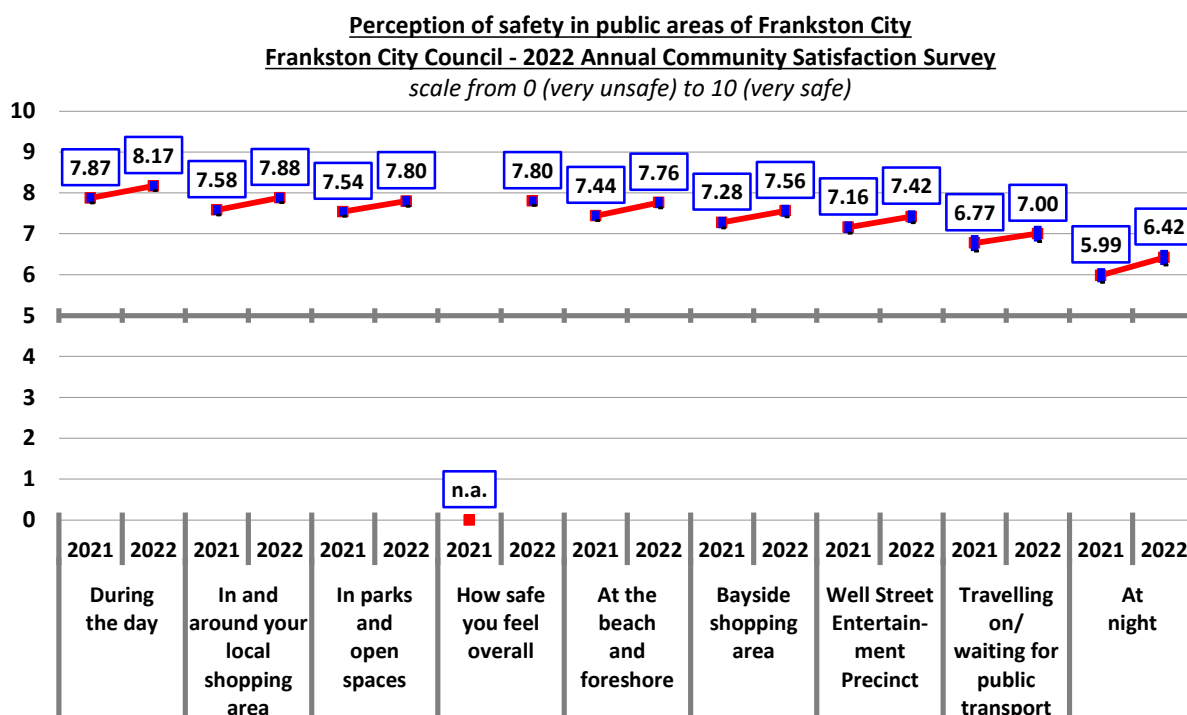 Perception of safety in public areas of Frankston City
Frankston City Council - 2022 Annual Community Satisfaction Survey
scale from 0 (very unsafe) to 10 (very safe)
10
9
8
7
6
5
4
3
2
1
0
7.87
8.17
7.58
7.88
7.54
7.80
n.a.
7.80
7.44
7.76
7.28
7.56
7.16
7.42
6.77
7.00
5.99
6.42
2021 2022 2021 2022 2021 2022 2021 2022 2021 2022 2021 2022 2021 2022 2021 2022 2021 2022
During
the day
In and
around your
local
shopping
area
In parks
and
open
spaces
How safe
you feel
overall
At the
beach
and
foreshore
Bayside
shopping
area
Well Street
Entertain-
ment
Precinct
Travelling
on/
waiting for
public
transport
At
night